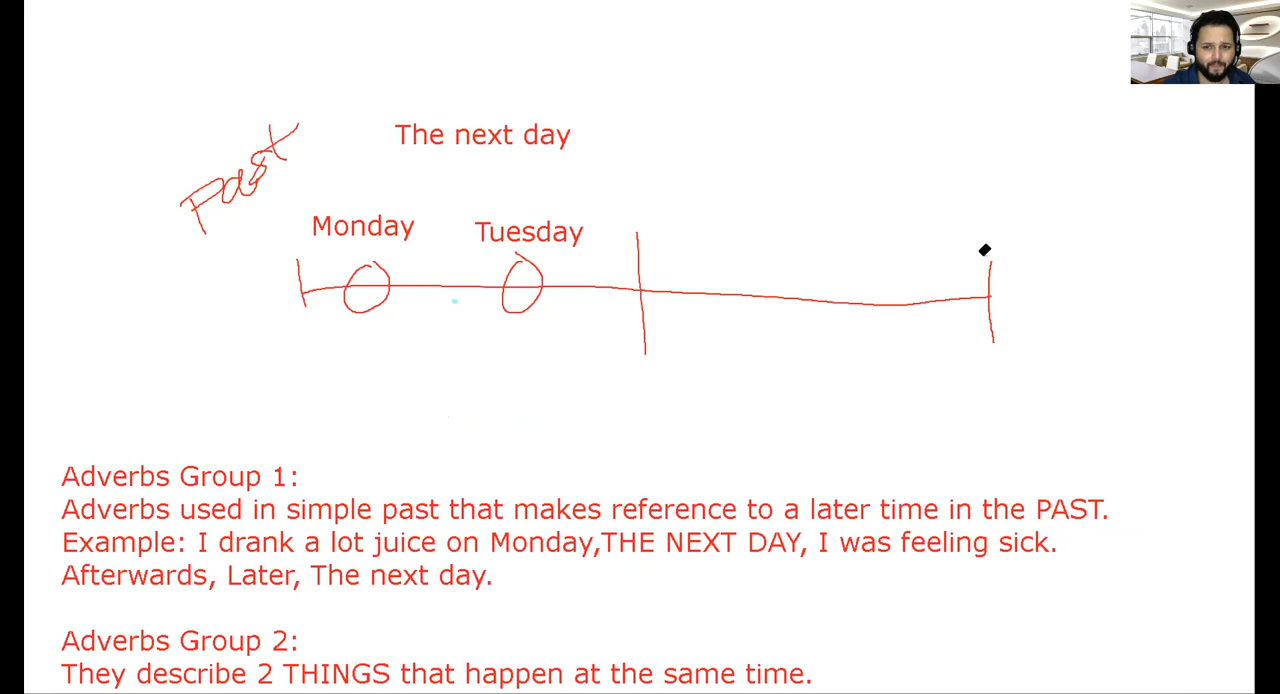 The next day
Past
Monday Tuesday
Adverbs Group 1:
Adverbs used in simple past that makes reference to a later time in the PAST.
Example: I drank a lot juice on Monday,THE NEXT DAY, I was feeling sick.
Afterwards, Later, The next day.
Adverbs Group 2:
They describe 2 THINGS that happen at the same time.